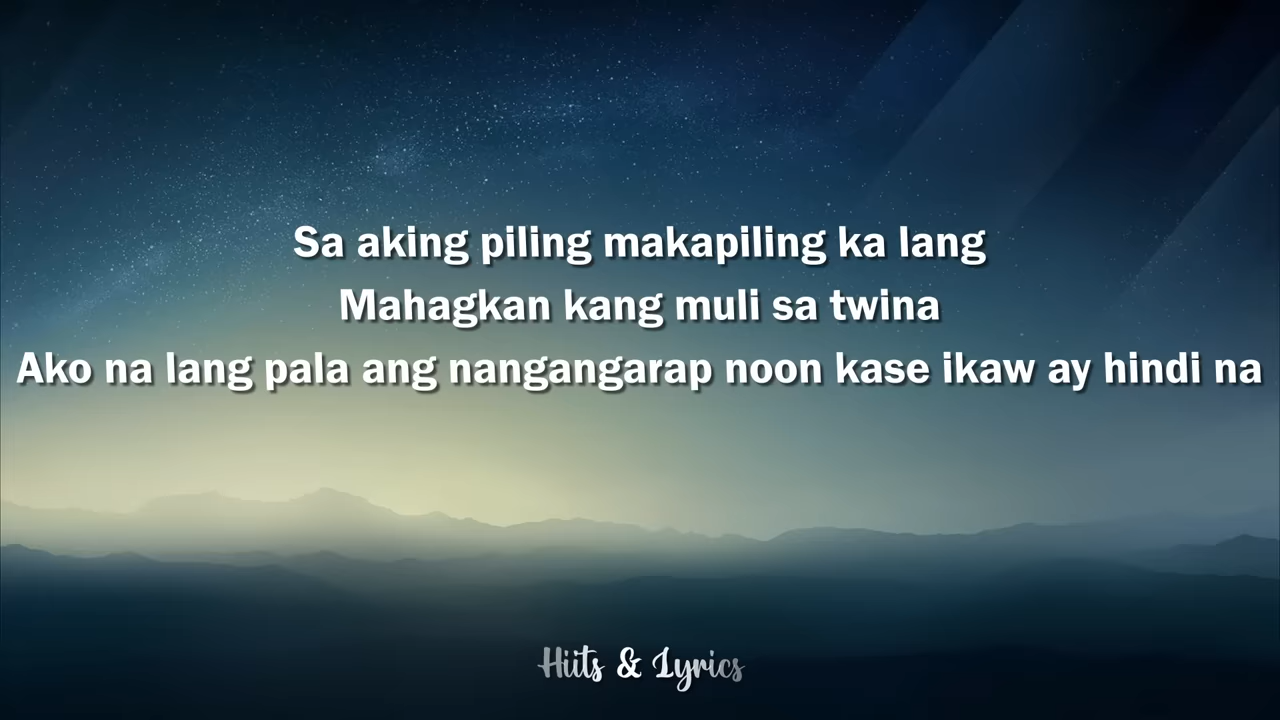 Sa aking piling makapiling ka lang
Mahagkan kang muli sa twina
Ako na lang pala ang nangangarap noon kase ikaw ay hindi na
Hiits & Lyrics